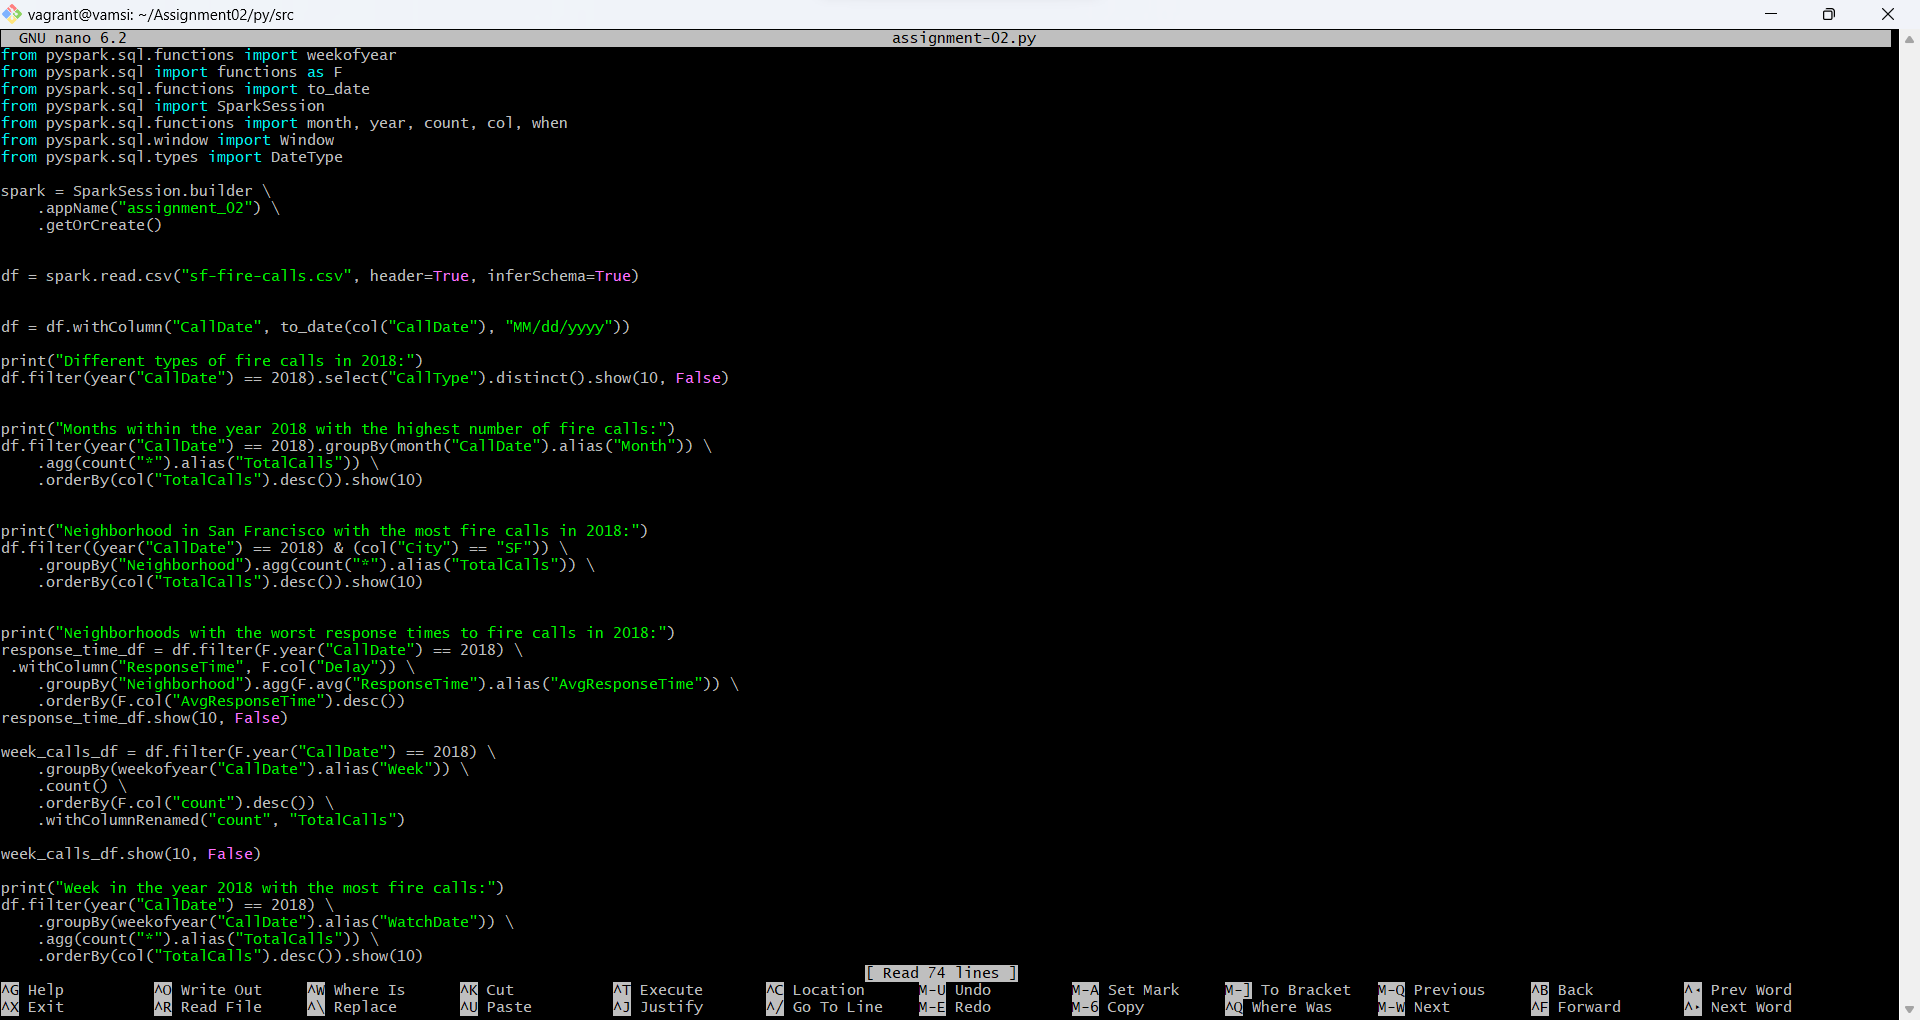 vagrant@vamsi: ~/Assignment02/py/src
GNU nano 6.2 assignment-02.py
from pyspark.sql.functions import weekofyear
from pyspark.sql import functions as F
from pyspark.sql.functions import to_date
from pyspark.sql import SparkSession
from pyspark.sql.functions import month, year, count, col, when
from pyspark.sql.window import Window
from pyspark.sql.types import DateType
spark = SparkSession.builder \
    .appName("assignment_02") \
    .getOrCreate()
df = spark.read.csv("sf-fire-calls.csv", header=True, inferSchema=True)
df = df.withColumn("CallDate", to_date(col("CallDate"), "MM/dd/yyyy"))
print("Different types of fire calls in 2018:")
df.filter(year("CallDate") == 2018).select("CallType").distinct().show(10, False)
print("Months within the year 2018 with the highest number of fire calls:")
df.filter(year("CallDate") == 2018).groupBy(month("CallDate").alias("Month")) \
    .agg(count("*").alias("TotalCalls")) \
    .orderBy(col("TotalCalls").desc()).show(10)
print("Neighborhood in San Francisco with the most fire calls in 2018:")
df.filter((year("CallDate") == 2018) & (col("City") == "SF")) \
    .groupBy("Neighborhood").agg(count("*").alias("TotalCalls")) \
    .orderBy(col("TotalCalls").desc()).show(10)
print("Neighborhoods with the worst response times to fire calls in 2018:")
response_time_df = df.filter(F.year("CallDate") == 2018) \
 .withColumn("ResponseTime", F.col("Delay")) \
    .groupBy("Neighborhood").agg(F.avg("ResponseTime").alias("AvgResponseTime")) \
    .orderBy(F.col("AvgResponseTime").desc())
response_time_df.show(10, False)
week_calls_df = df.filter(F.year("CallDate") == 2018) \
    .groupBy(weekofyear("CallDate").alias("Week")) \
    .count() \
    .orderBy(F.col("count").desc()) \
    .withColumnRenamed("count", "TotalCalls")
week_calls_df.show(10, False)
print("Week in the year 2018 with the most fire calls:")
df.filter(year("CallDate") == 2018) \
    .groupBy(weekofyear("CallDate").alias("WatchDate")) \
    .agg(count("*").alias("TotalCalls")) \
    .orderBy(col("TotalCalls").desc()).show(10)
[ Read 74 lines ]
^G Help ^O Write Out ^W Where Is ^K Cut ^T Execute ^C Location M-U Undo M-A Set Mark M-] To Bracket M-Q Previous ^B Back ^◂ Prev Word
^X Exit ^R Read File ^\ Replace ^U Paste ^J Justify ^/ Go To Line M-E Redo M-6 Copy ^Q Where Was M-W Next ^F Forward ^▸ Next Word